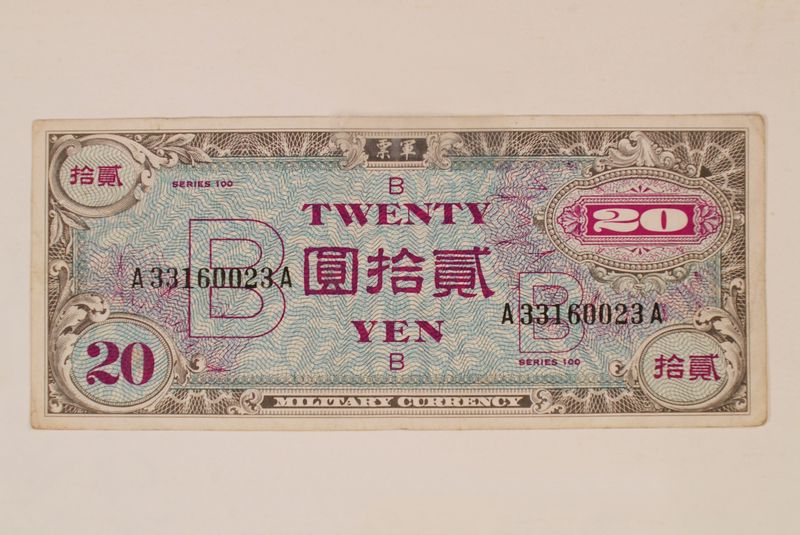 票軍
拾貳
SERIES 100
B
TWENTY
20
B
圓拾貳
A33160023A
B
A33160023A
YEN
20
B
SERIES 100
拾貳
MILITARY CURRENCY